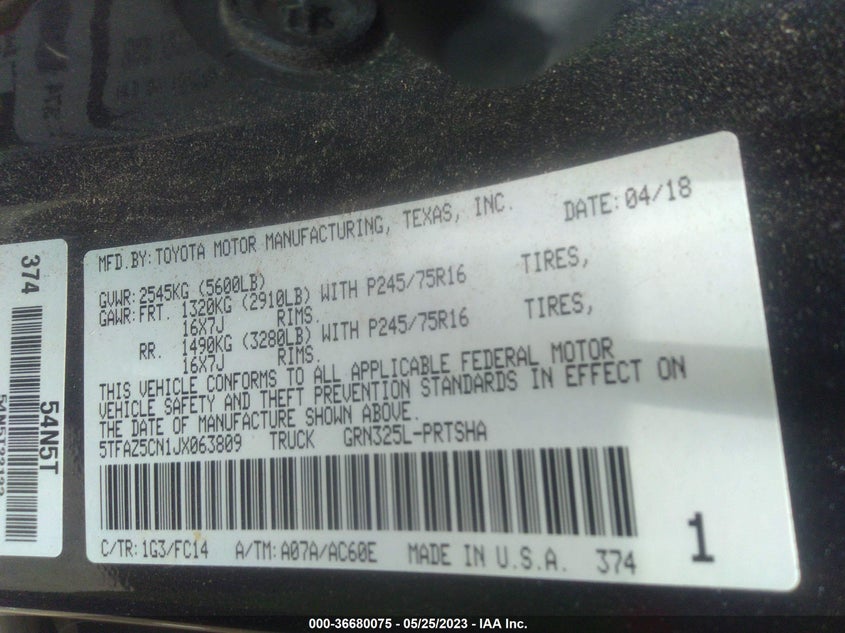 MFD.BY:TOYOTA MOTOR MANUFACTURING, TEXAS, INC. DATE:04/18
GVWR:2545KG (5600LB)
GAWR:FRT. 1320KG (2910LB) WITH P245/75R16 TIRES,
16X7J RIMS.
RR. 1490KG (3280LB) WITH P245/75R16 TIRES,
16X7J RIMS.
THIS VEHICLE CONFORMS TO ALL APPLICABLE FEDERAL MOTOR
VEHICLE SAFETY AND THEFT PREVENTION STANDARDS IN EFFECT ON
THE DATE OF MANUFACTURE SHOWN ABOVE.
5TFAZ5CN1JX063809 TRUCK GRN325L-PRTSHA
C/TR:1G3/FC14 A/TM:A07A/AC60E MADE IN U.S.A. 374
1
374
54N5T
000-36680075 - 05/25/2023 - IAA Inc.